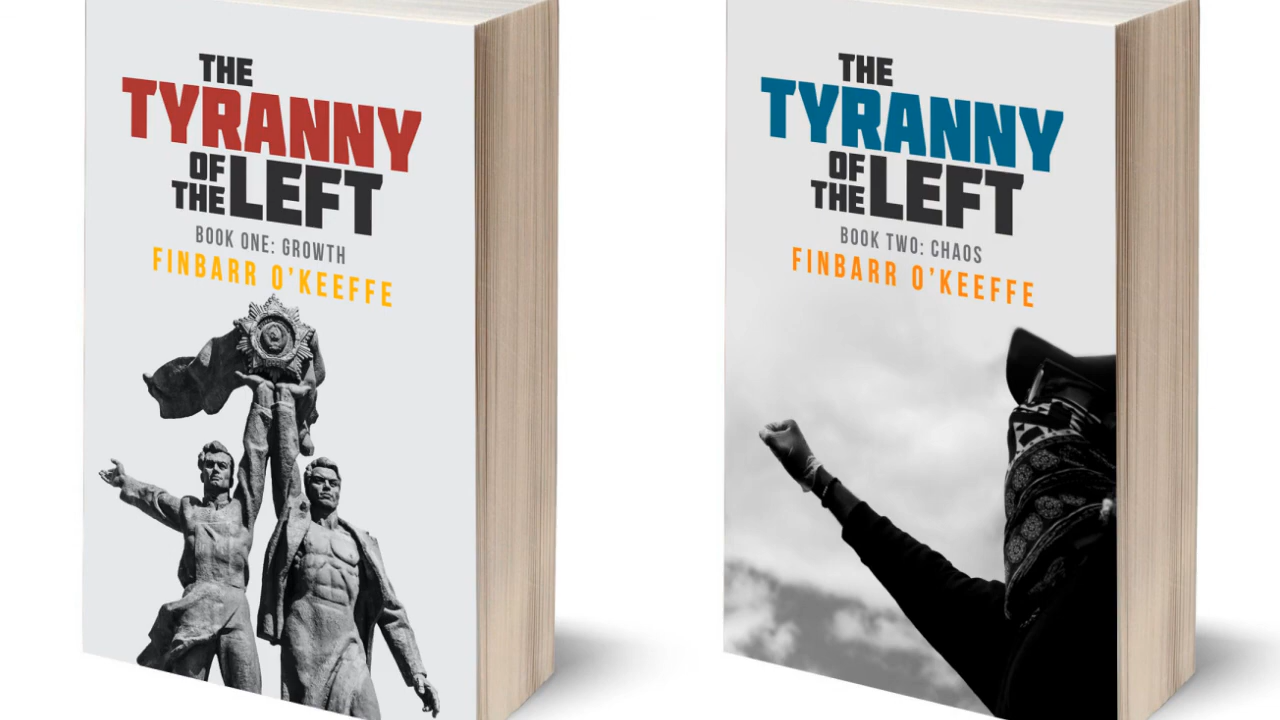 THE
TYRANNY
OF
THE LEFT
BOOK ONE: GROWTH
FINBARR O'KEEFFE
THE
TYRANNY
OF
THE LEFT
BOOK TWO: CHAOS
FINBARR O'KEEFFE